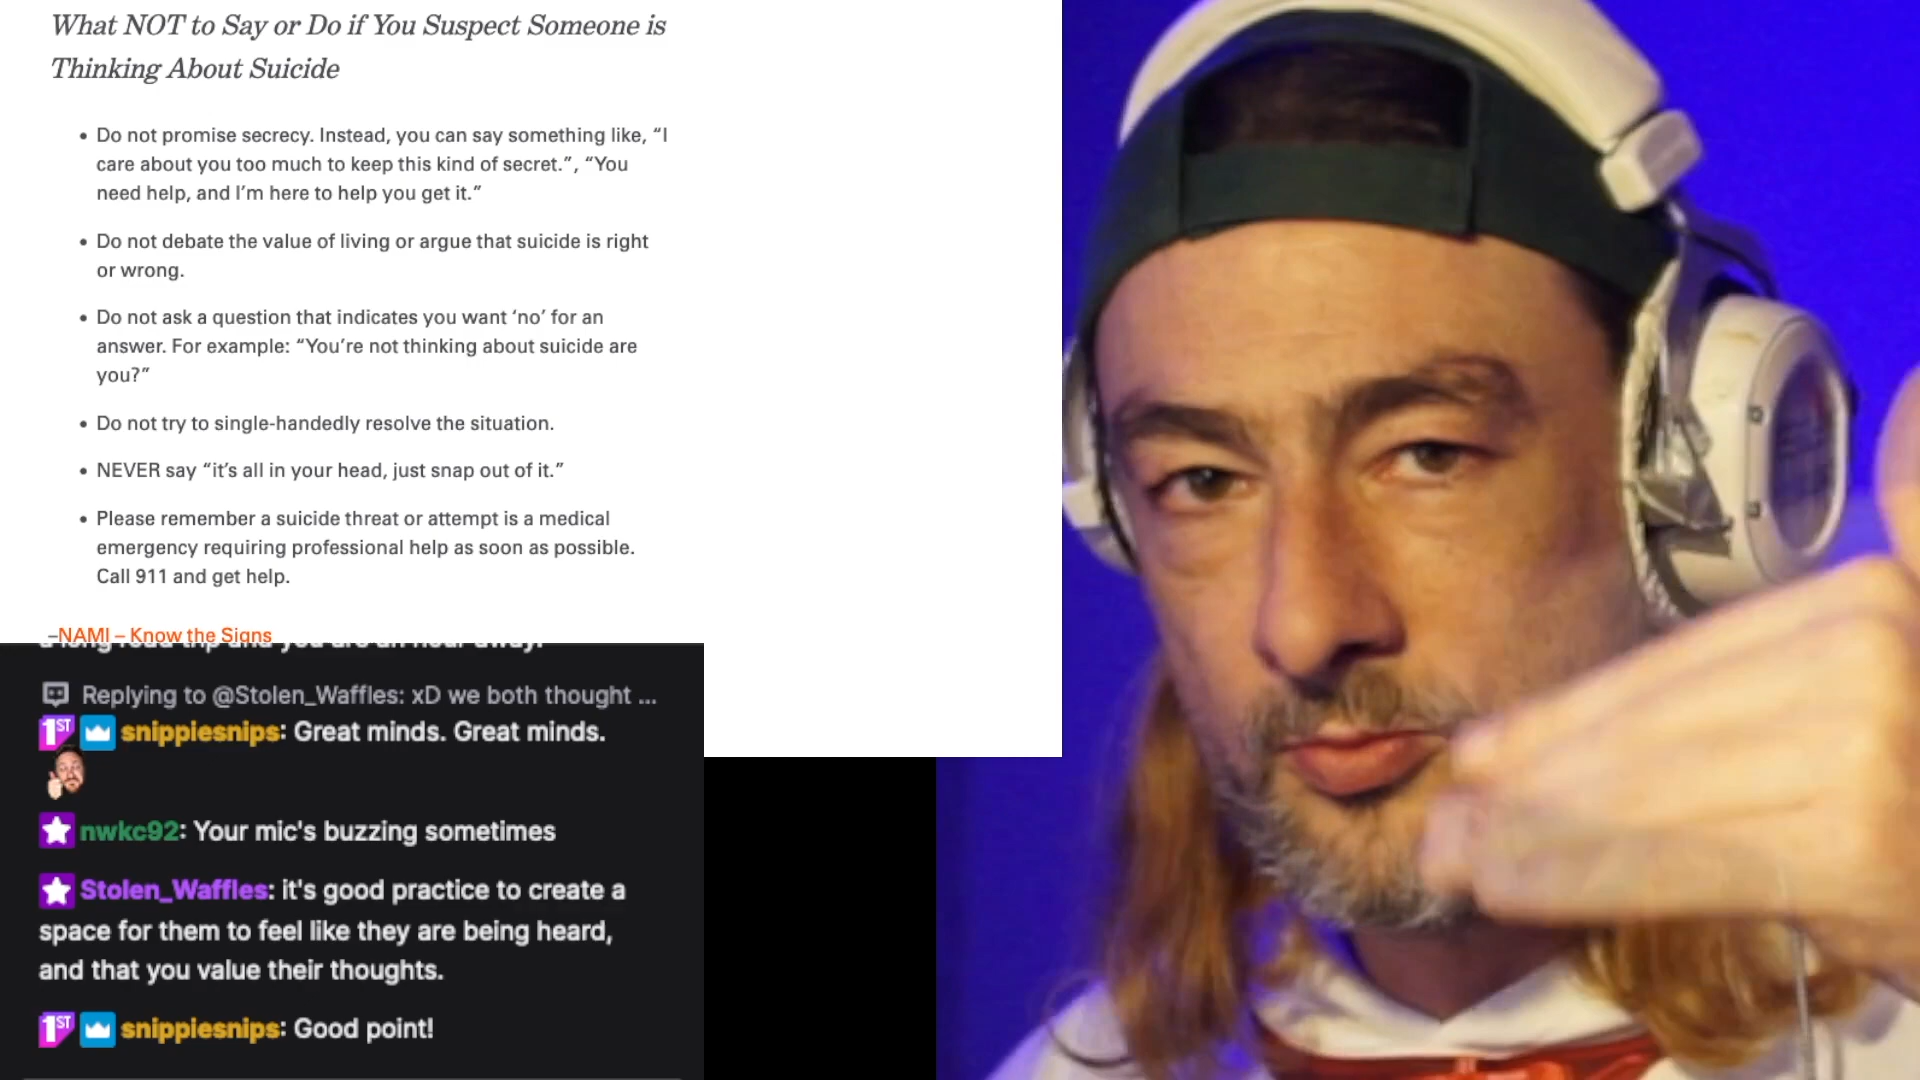 What NOT to Say or Do if You Suspect Someone is
Thinking About Suicide
• Do not promise secrecy. Instead, you can say something like, “I
care about you too much to keep this kind of secret.”, “You
need help, and I’m here to help you get it.”
• Do not debate the value of living or argue that suicide is right
or wrong.
• Do not ask a question that indicates you want ‘no’ for an
answer. For example: “You’re not thinking about suicide are
you?”
• Do not try to single-handedly resolve the situation.
• NEVER say “it’s all in your head, just snap out of it.”
• Please remember a suicide threat or attempt is a medical
emergency requiring professional help as soon as possible.
Call 911 and get help.
–NAMI – Know the Signs
a long road trip and you are an hour away.
Replying to @Stolen_Waffles: xD we both thought ...
1ST snippiesnips: Great minds. Great minds.
nwkc92: Your mic's buzzing sometimes
Stolen_Waffles: it's good practice to create a
space for them to feel like they are being heard,
and that you value their thoughts.
1ST snippiesnips: Good point!